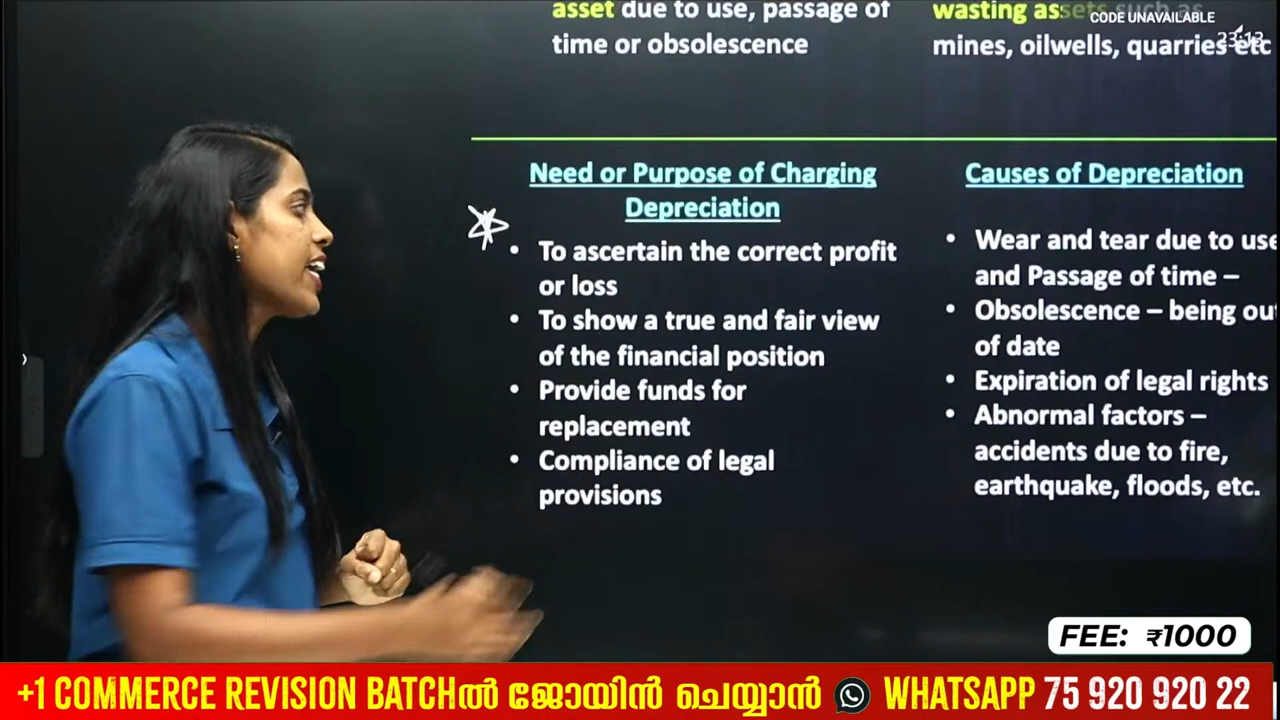 asset due to use, passage of
time or obsolescence
wasting assets such as
mines, oilwells, quarries etc
CODE UNAVAILABLE
23:13
Need or Purpose of Charging
Depreciation
• To ascertain the correct profit
or loss
• To show a true and fair view
of the financial position
• Provide funds for
replacement
• Compliance of legal
provisions
Causes of Depreciation
• Wear and tear due to use
and Passage of time –
• Obsolescence – being out
of date
• Expiration of legal rights
• Abnormal factors –
accidents due to fire,
earthquake, floods, etc.
FEE: ₹1000
+1 COMMERCE REVISION BATCHൽ ജോയിൻ ചെയ്യാൻ WHATSAPP 75 920 920 22